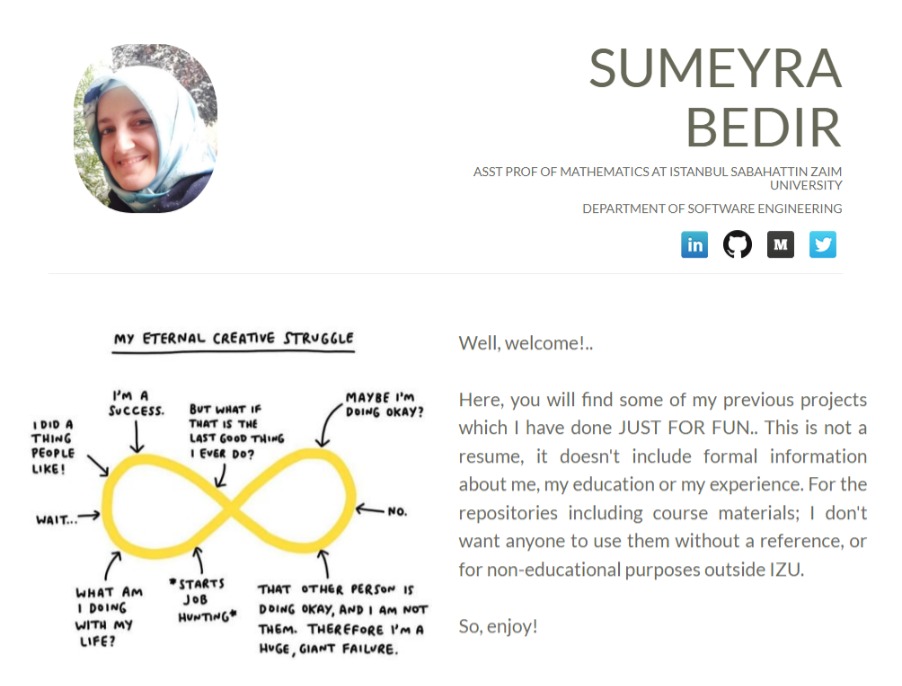 SUMEYRA
BEDIR
ASST PROF OF MATHEMATICS AT ISTANBUL SABAHATTIN ZAIM
UNIVERSITY
DEPARTMENT OF SOFTWARE ENGINEERING
in
M
MY ETERNAL CREATIVE STRUGGLE
I DID A
THING
PEOPLE
LIKE!
I'M A
SUCCESS.
BUT WHAT IF
THAT IS THE
LAST GOOD THING
I EVER DO?
MAYBE I'M
DOING OKAY?
WAIT...
NO.
WHAT AM
I DOING
WITH MY
LIFE?
*STARTS
JOB
HUNTING*
THAT OTHER PERSON IS
DOING OKAY, AND I AM NOT
THEM. THEREFORE I'M A
HUGE, GIANT FAILURE.
Well, welcome!..
Here, you will find some of my previous projects
which I have done JUST FOR FUN.. This is not a
resume, it doesn't include formal information
about me, my education or my experience. For the
repositories including course materials; I don't
want anyone to use them without a reference, or
for non-educational purposes outside IZU.
So, enjoy!